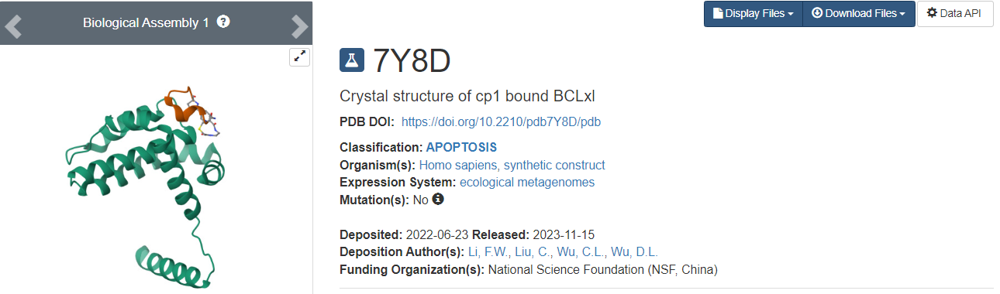 Biological Assembly 1 ?
Display Files Download Files Data API
7Y8D
Crystal structure of cp1 bound BCLxl
PDB DOI: https://doi.org/10.2210/pdb7Y8D/pdb
Classification: APOPTOSIS
Organism(s): Homo sapiens, synthetic construct
Expression System: ecological metagenomes
Mutation(s): No
Deposited: 2022-06-23 Released: 2023-11-15
Deposition Author(s): Li, F.W., Liu, C., Wu, C.L., Wu, D.L.
Funding Organization(s): National Science Foundation (NSF, China)